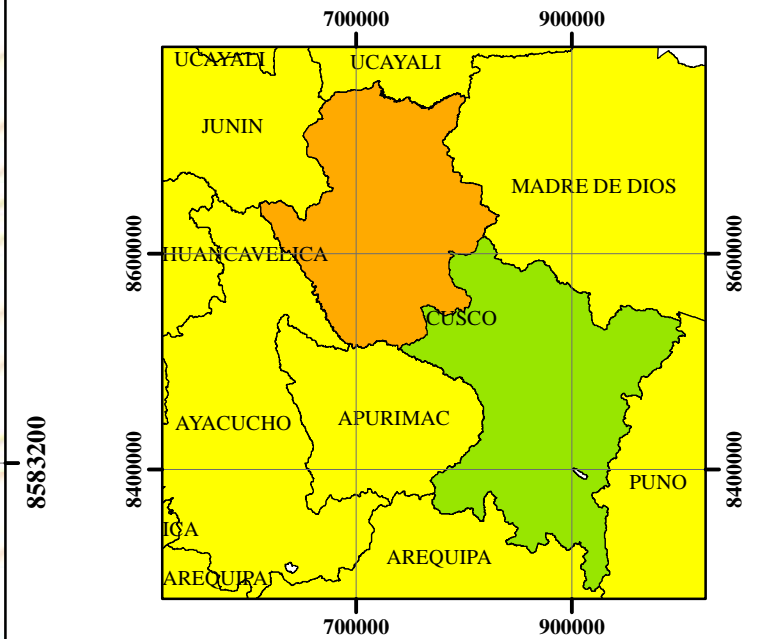 700000 900000
UCAYALI UCAYALI
JUNIN
MADRE DE DIOS
8600000 HUANCAVELICA 8600000
CUSCO
AYACUCHO APURIMAC
8583200
8400000 8400000
PUNO
ICA
AREQUIPA
AREQUIPA
700000 900000